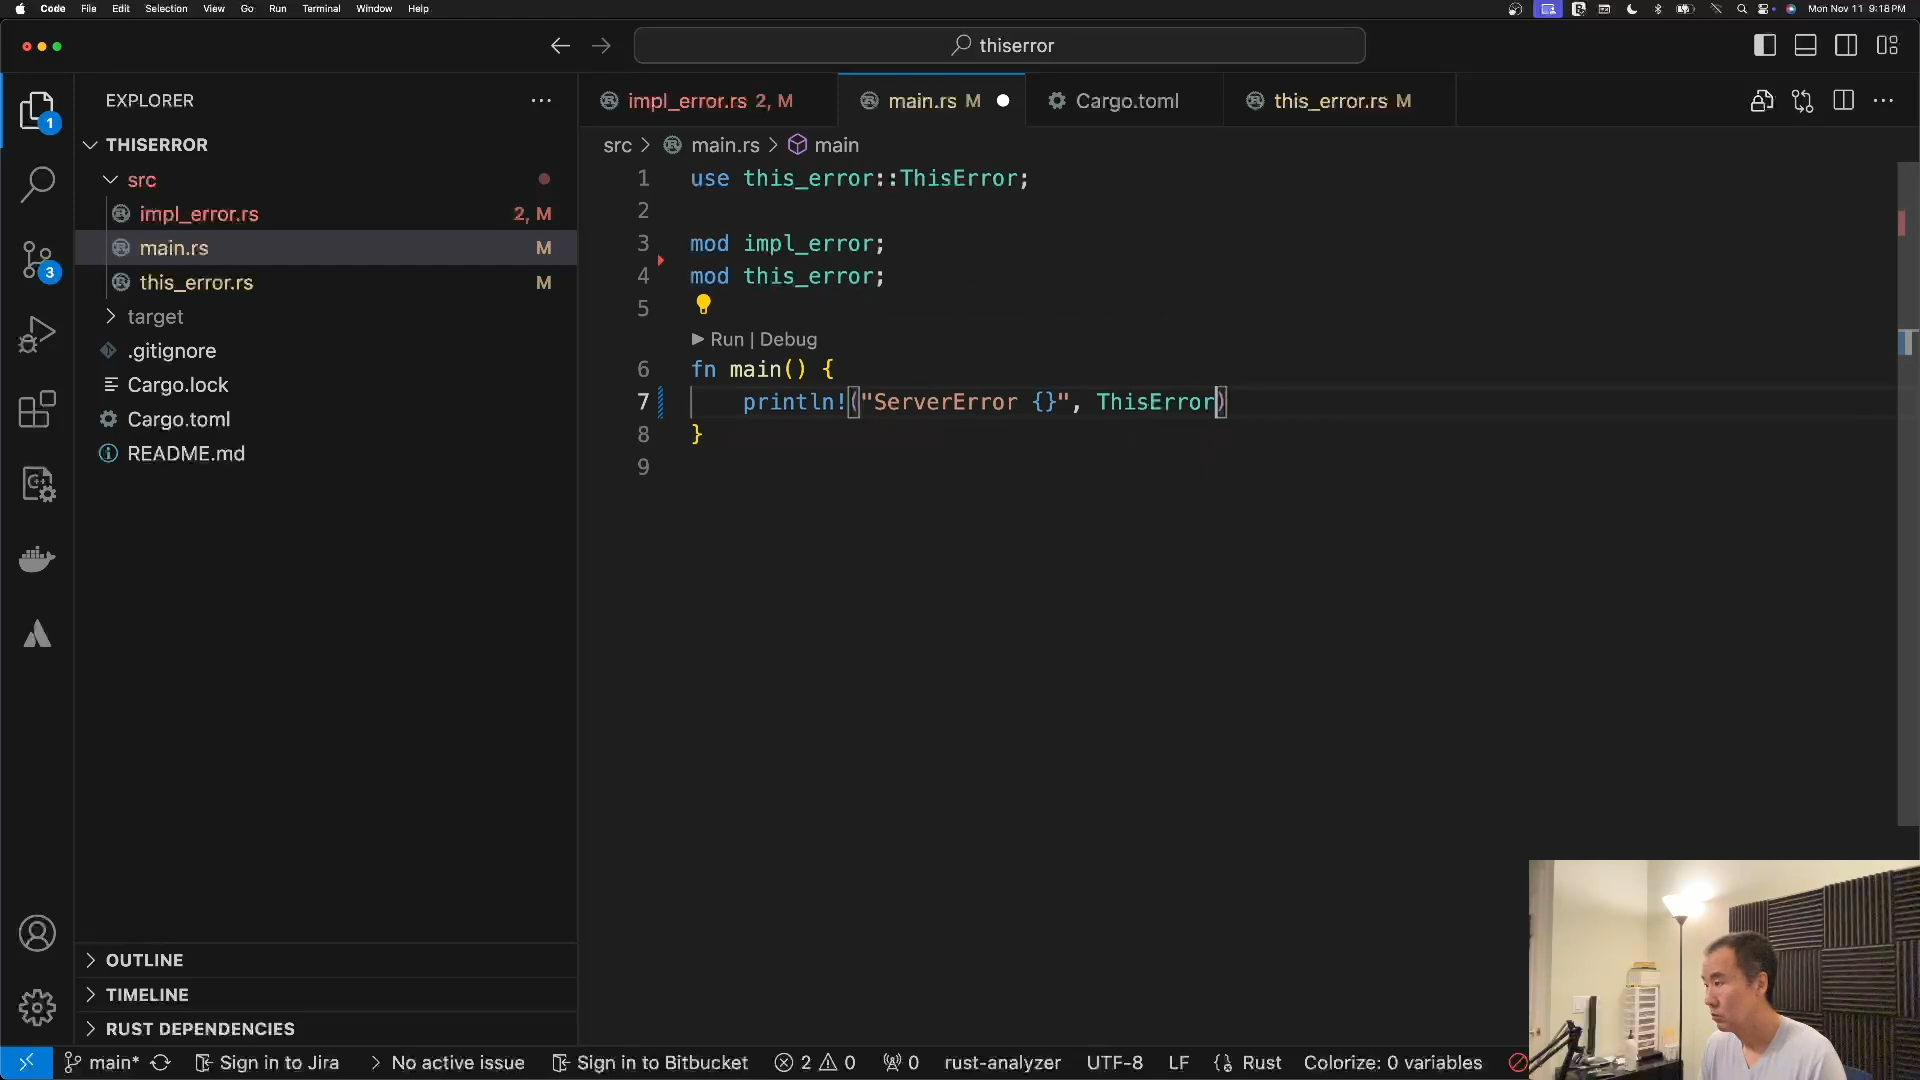 Code File Edit Selection View Go Run Terminal Window Help
Mon Nov 11 9:18 PM
thiserror
EXPLORER
THISERROR
src
impl_error.rs 2, M
main.rs M
this_error.rs M
target
.gitignore
Cargo.lock
Cargo.toml
README.md
OUTLINE
TIMELINE
RUST DEPENDENCIES
1
3
impl_error.rs 2, M
main.rs M
Cargo.toml
this_error.rs M
src > main.rs > main
1 use this_error::ThisError;
2
3 mod impl_error;
4 mod this_error;
5
Run | Debug
6 fn main() {
7 println!("ServerError {}", ThisError)
8 }
9
main* Sign in to Jira No active issue Sign in to Bitbucket 2 0 0 rust-analyzer UTF-8 LF {} Rust Colorize: 0 variables